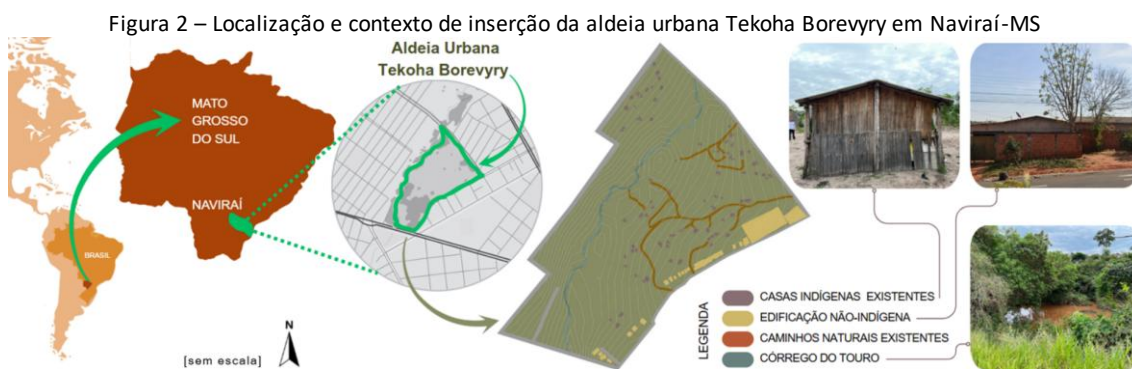 Figura 2 – Localização e contexto de inserção da aldeia urbana Tekoha Borevyry em Naviraí-MS
Aldeia Urbana
Tekoha Borevyry
MATO
GROSSO
DO SUL
NAVIRAÍ
BRASIL
[sem escala]
N
LEGENDA
CASAS INDÍGENAS EXISTENTES
EDIFICAÇÃO NÃO-INDÍGENA
CAMINHOS NATURAIS EXISTENTES
CÓRREGO DO TOURO